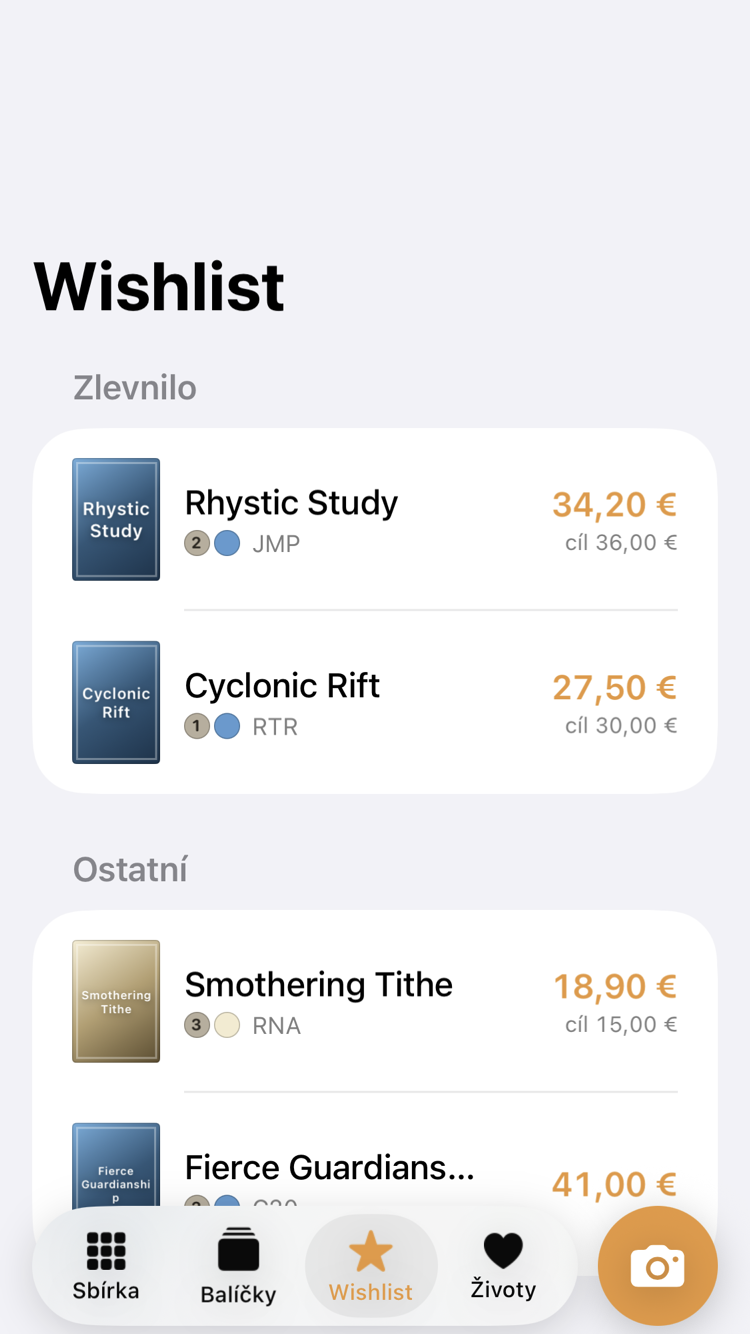 Wishlist
Zlevnilo
Rhystic
Study
Rhystic Study
34,20 €
2 JMP
cíl 36,00 €
Cyclonic
Rift
Cyclonic Rift
27,50 €
1 RTR
cíl 30,00 €
Ostatní
Smothering
Tithe
Smothering Tithe
18,90 €
3 RNA
cíl 15,00 €
Fierce
Guardianshi
p
Fierce Guardians...
41,00 €
Sbírka
Balíčky
Wishlist
Životy